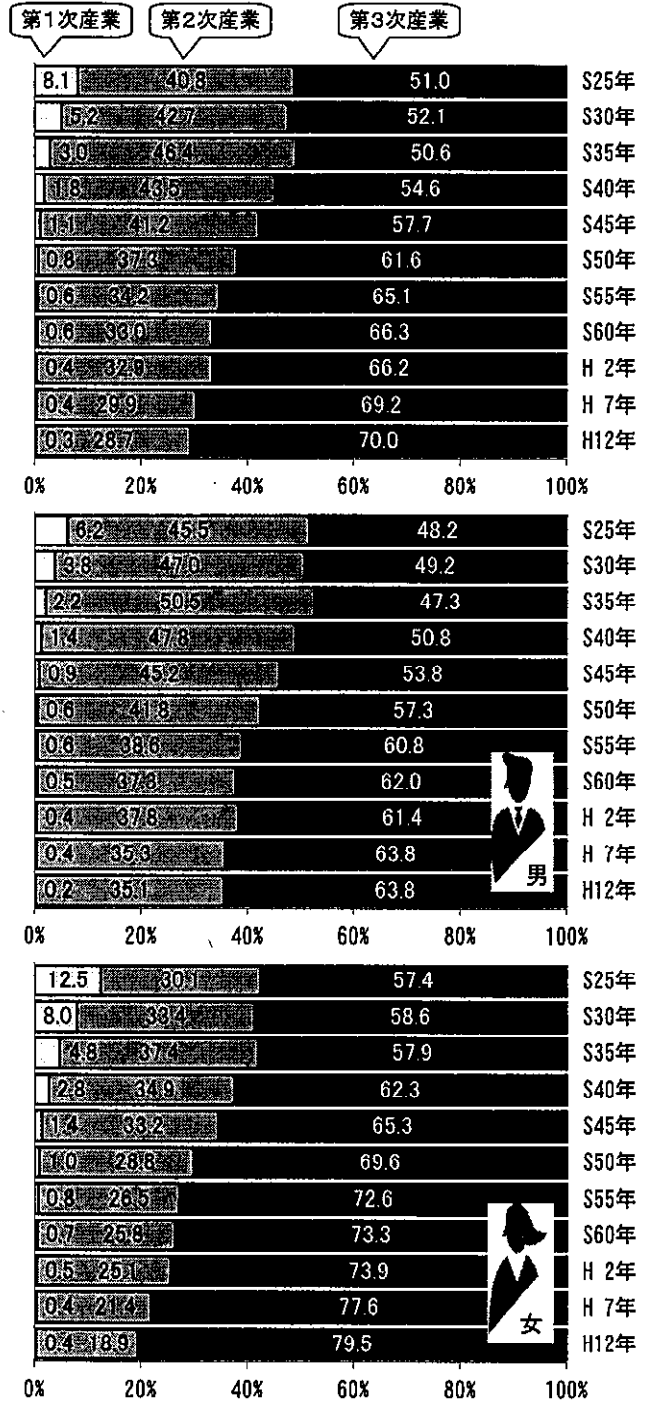 第1次産業 第2次産業 第3次産業
8.1 40.8 51.0 S25年
5.2 42.7 52.1 S30年
3.0 46.4 50.6 S35年
1.8 43.5 54.6 S40年
1.1 41.2 57.7 S45年
0.8 37.3 61.6 S50年
0.6 34.2 65.1 S55年
0.6 33.0 66.3 S60年
0.4 32.9 66.2 H 2年
0.4 29.9 69.2 H 7年
0.3 28.7 70.0 H12年
0% 20% 40% 60% 80% 100%
6.2 45.5 48.2 S25年
3.8 47.0 49.2 S30年
2.2 50.5 47.3 S35年
1.4 47.8 50.8 S40年
0.9 45.2 53.8 S45年
0.6 41.8 57.3 S50年
0.6 38.6 60.8 S55年
0.5 37.3 62.0 S60年
0.4 37.8 61.4 H 2年
0.4 35.3 63.8 H 7年
男
0.2 35.1 63.8 H12年
0% 20% 40% 60% 80% 100%
12.5 30.1 57.4 S25年
8.0 33.4 58.6 S30年
4.8 37.4 57.9 S35年
2.8 34.9 62.3 S40年
1.4 33.2 65.3 S45年
1.0 28.8 69.6 S50年
0.8 26.5 72.6 S55年
0.7 25.8 73.3 S60年
0.5 25.1 73.9 H 2年
0.4 21.4 77.6 H 7年
女
0.4 18.9 79.5 H12年
0% 20% 40% 60% 80% 100%